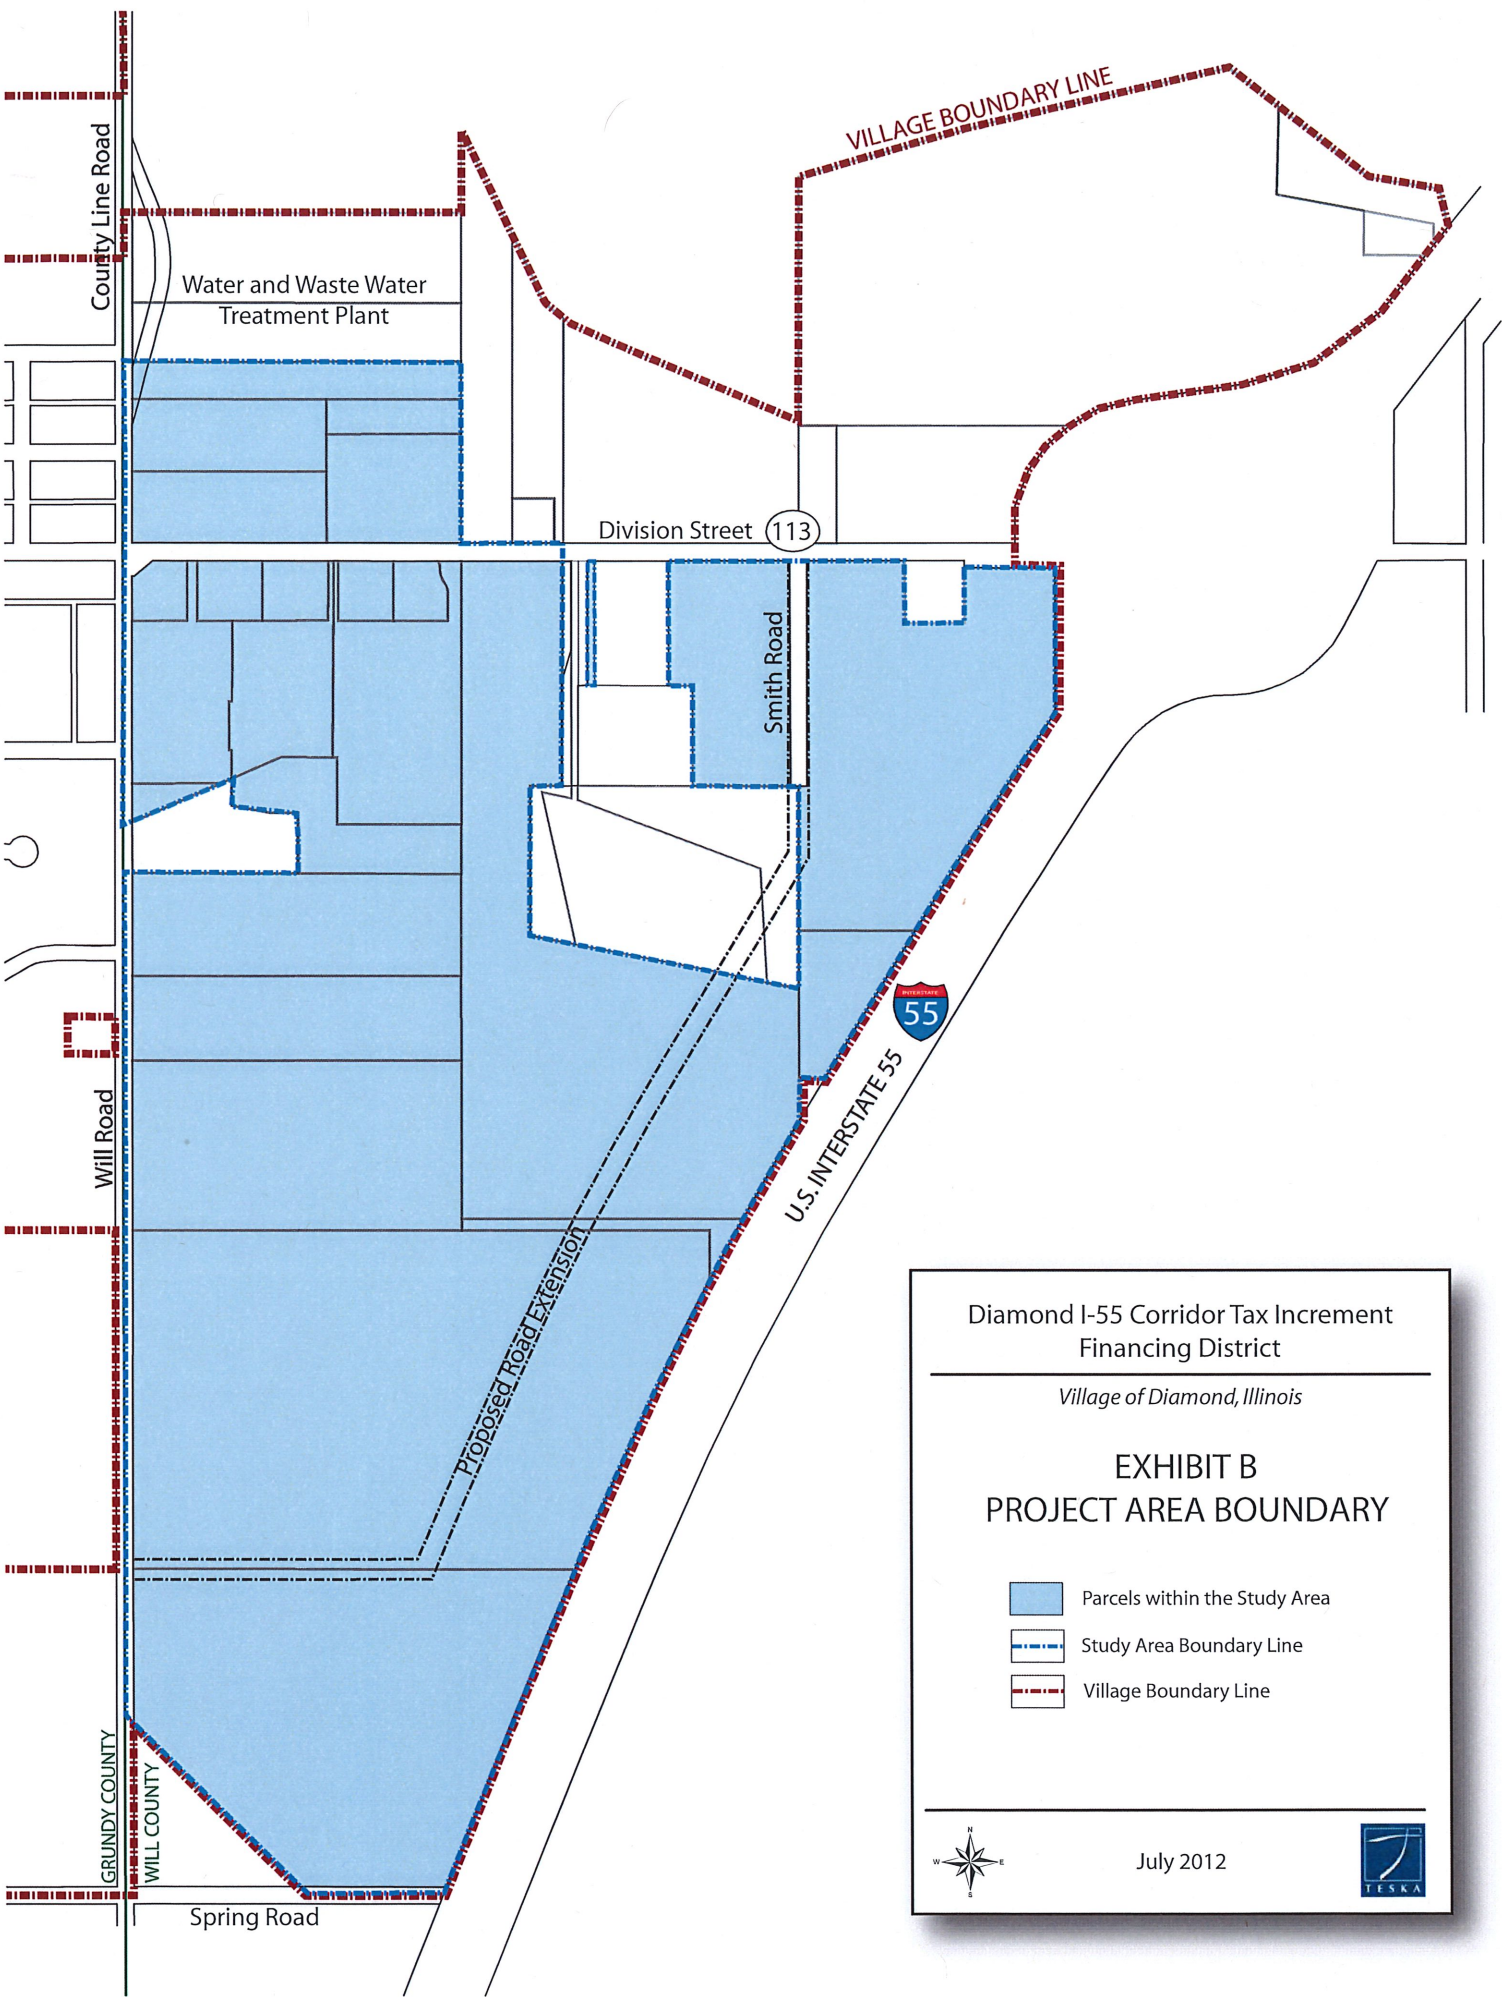 VILLAGE BOUNDARY LINE
County Line Road
Water and Waste Water
Treatment Plant
Division Street
113
Smith Road
INTERSTATE
55
U.S. INTERSTATE 55
Will Road
Proposed Road Extension
GRUNDY COUNTY
WILL COUNTY
Spring Road
Diamond I-55 Corridor Tax Increment
Financing District
Village of Diamond, Illinois
EXHIBIT B
PROJECT AREA BOUNDARY
Parcels within the Study Area
Study Area Boundary Line
Village Boundary Line
N
W
E
S
July 2012
TESKA